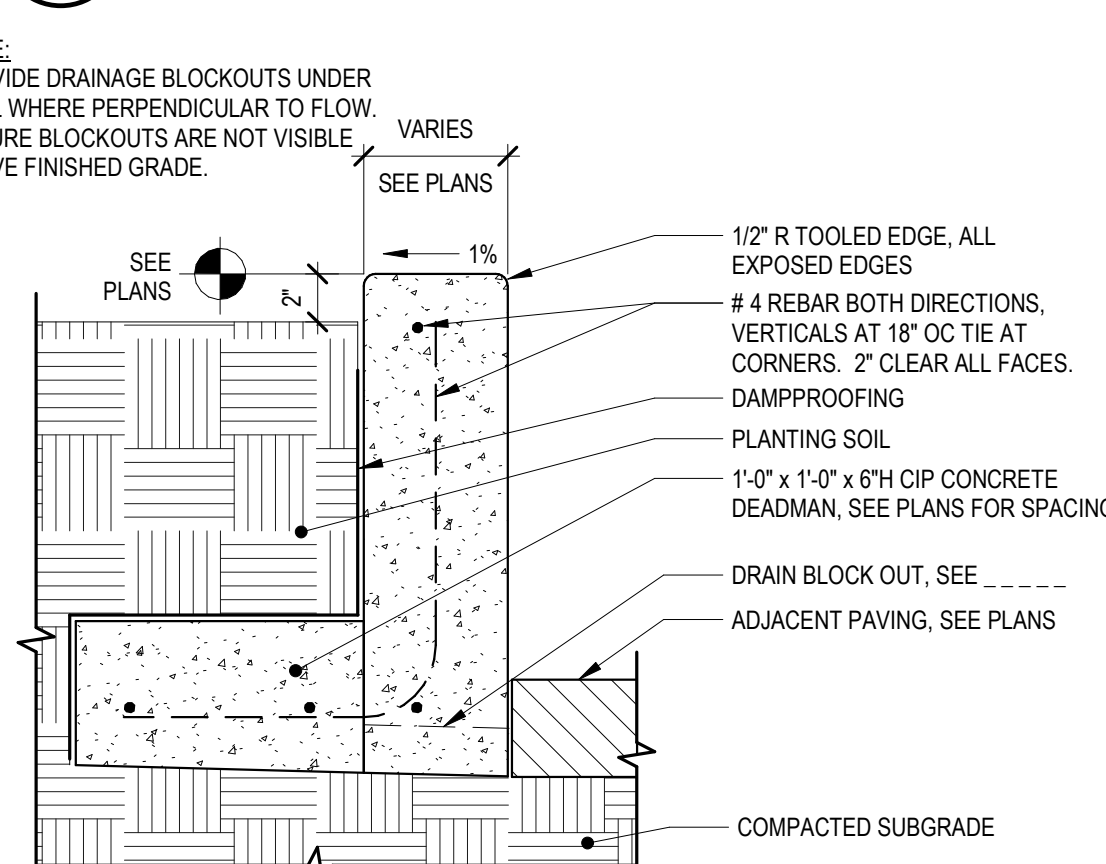 DRAINAGE BLOCKOUTS UNDER
WHERE PERPENDICULAR TO FLOW.
BLOCKOUTS ARE NOT VISIBLE
FINISHED GRADE.
VARIES
SEE PLANS
1%
SEE
PLANS
2"
1/2" R TOOLED EDGE, ALL
EXPOSED EDGES
# 4 REBAR BOTH DIRECTIONS,
VERTICALS AT 18" OC TIE AT
CORNERS. 2" CLEAR ALL FACES.
DAMPPROOFING
PLANTING SOIL
1'-0" x 1'-0" x 6"H CIP CONCRETE
DEADMAN, SEE PLANS FOR SPACING
DRAIN BLOCK OUT, SEE _ _ _ _ _
ADJACENT PAVING, SEE PLANS
COMPACTED SUBGRADE